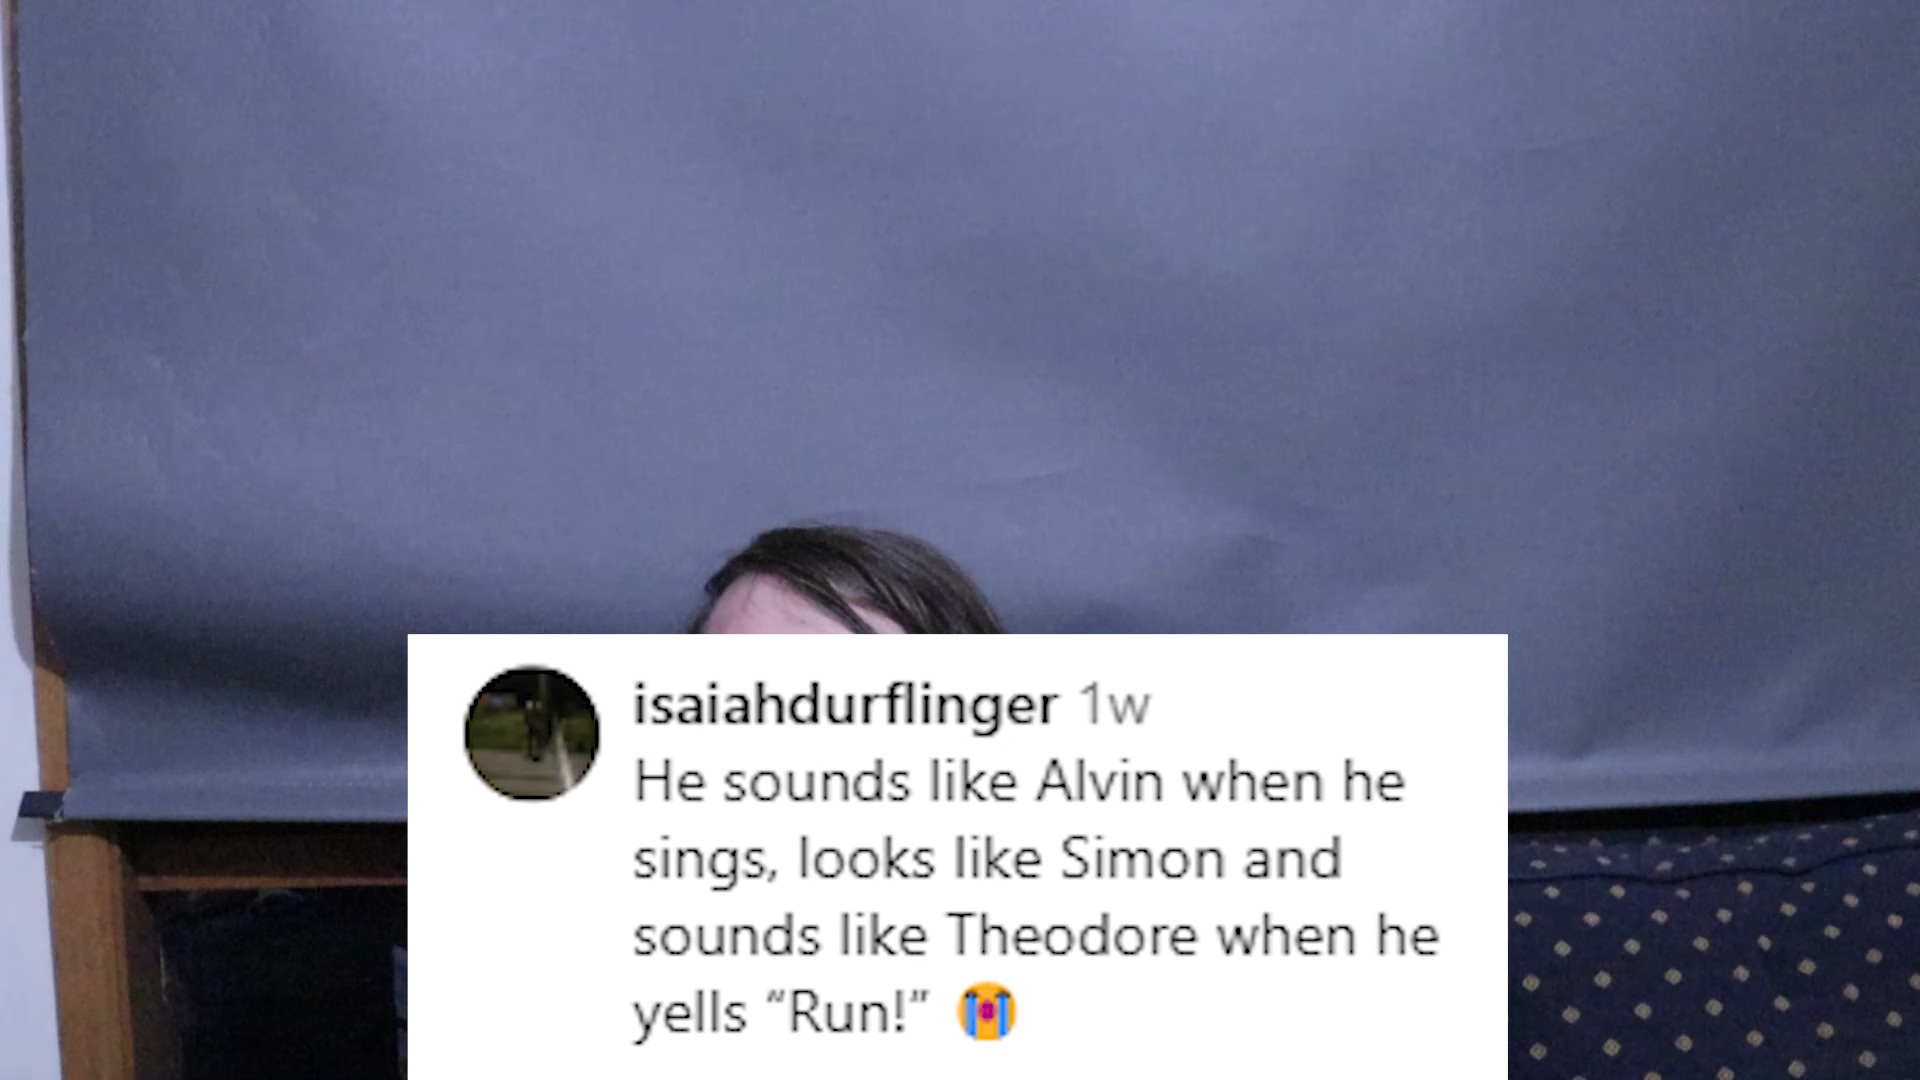 isaiahdurflinger 1w
He sounds like Alvin when he
sings, looks like Simon and
sounds like Theodore when he
yells “Run!” 😭